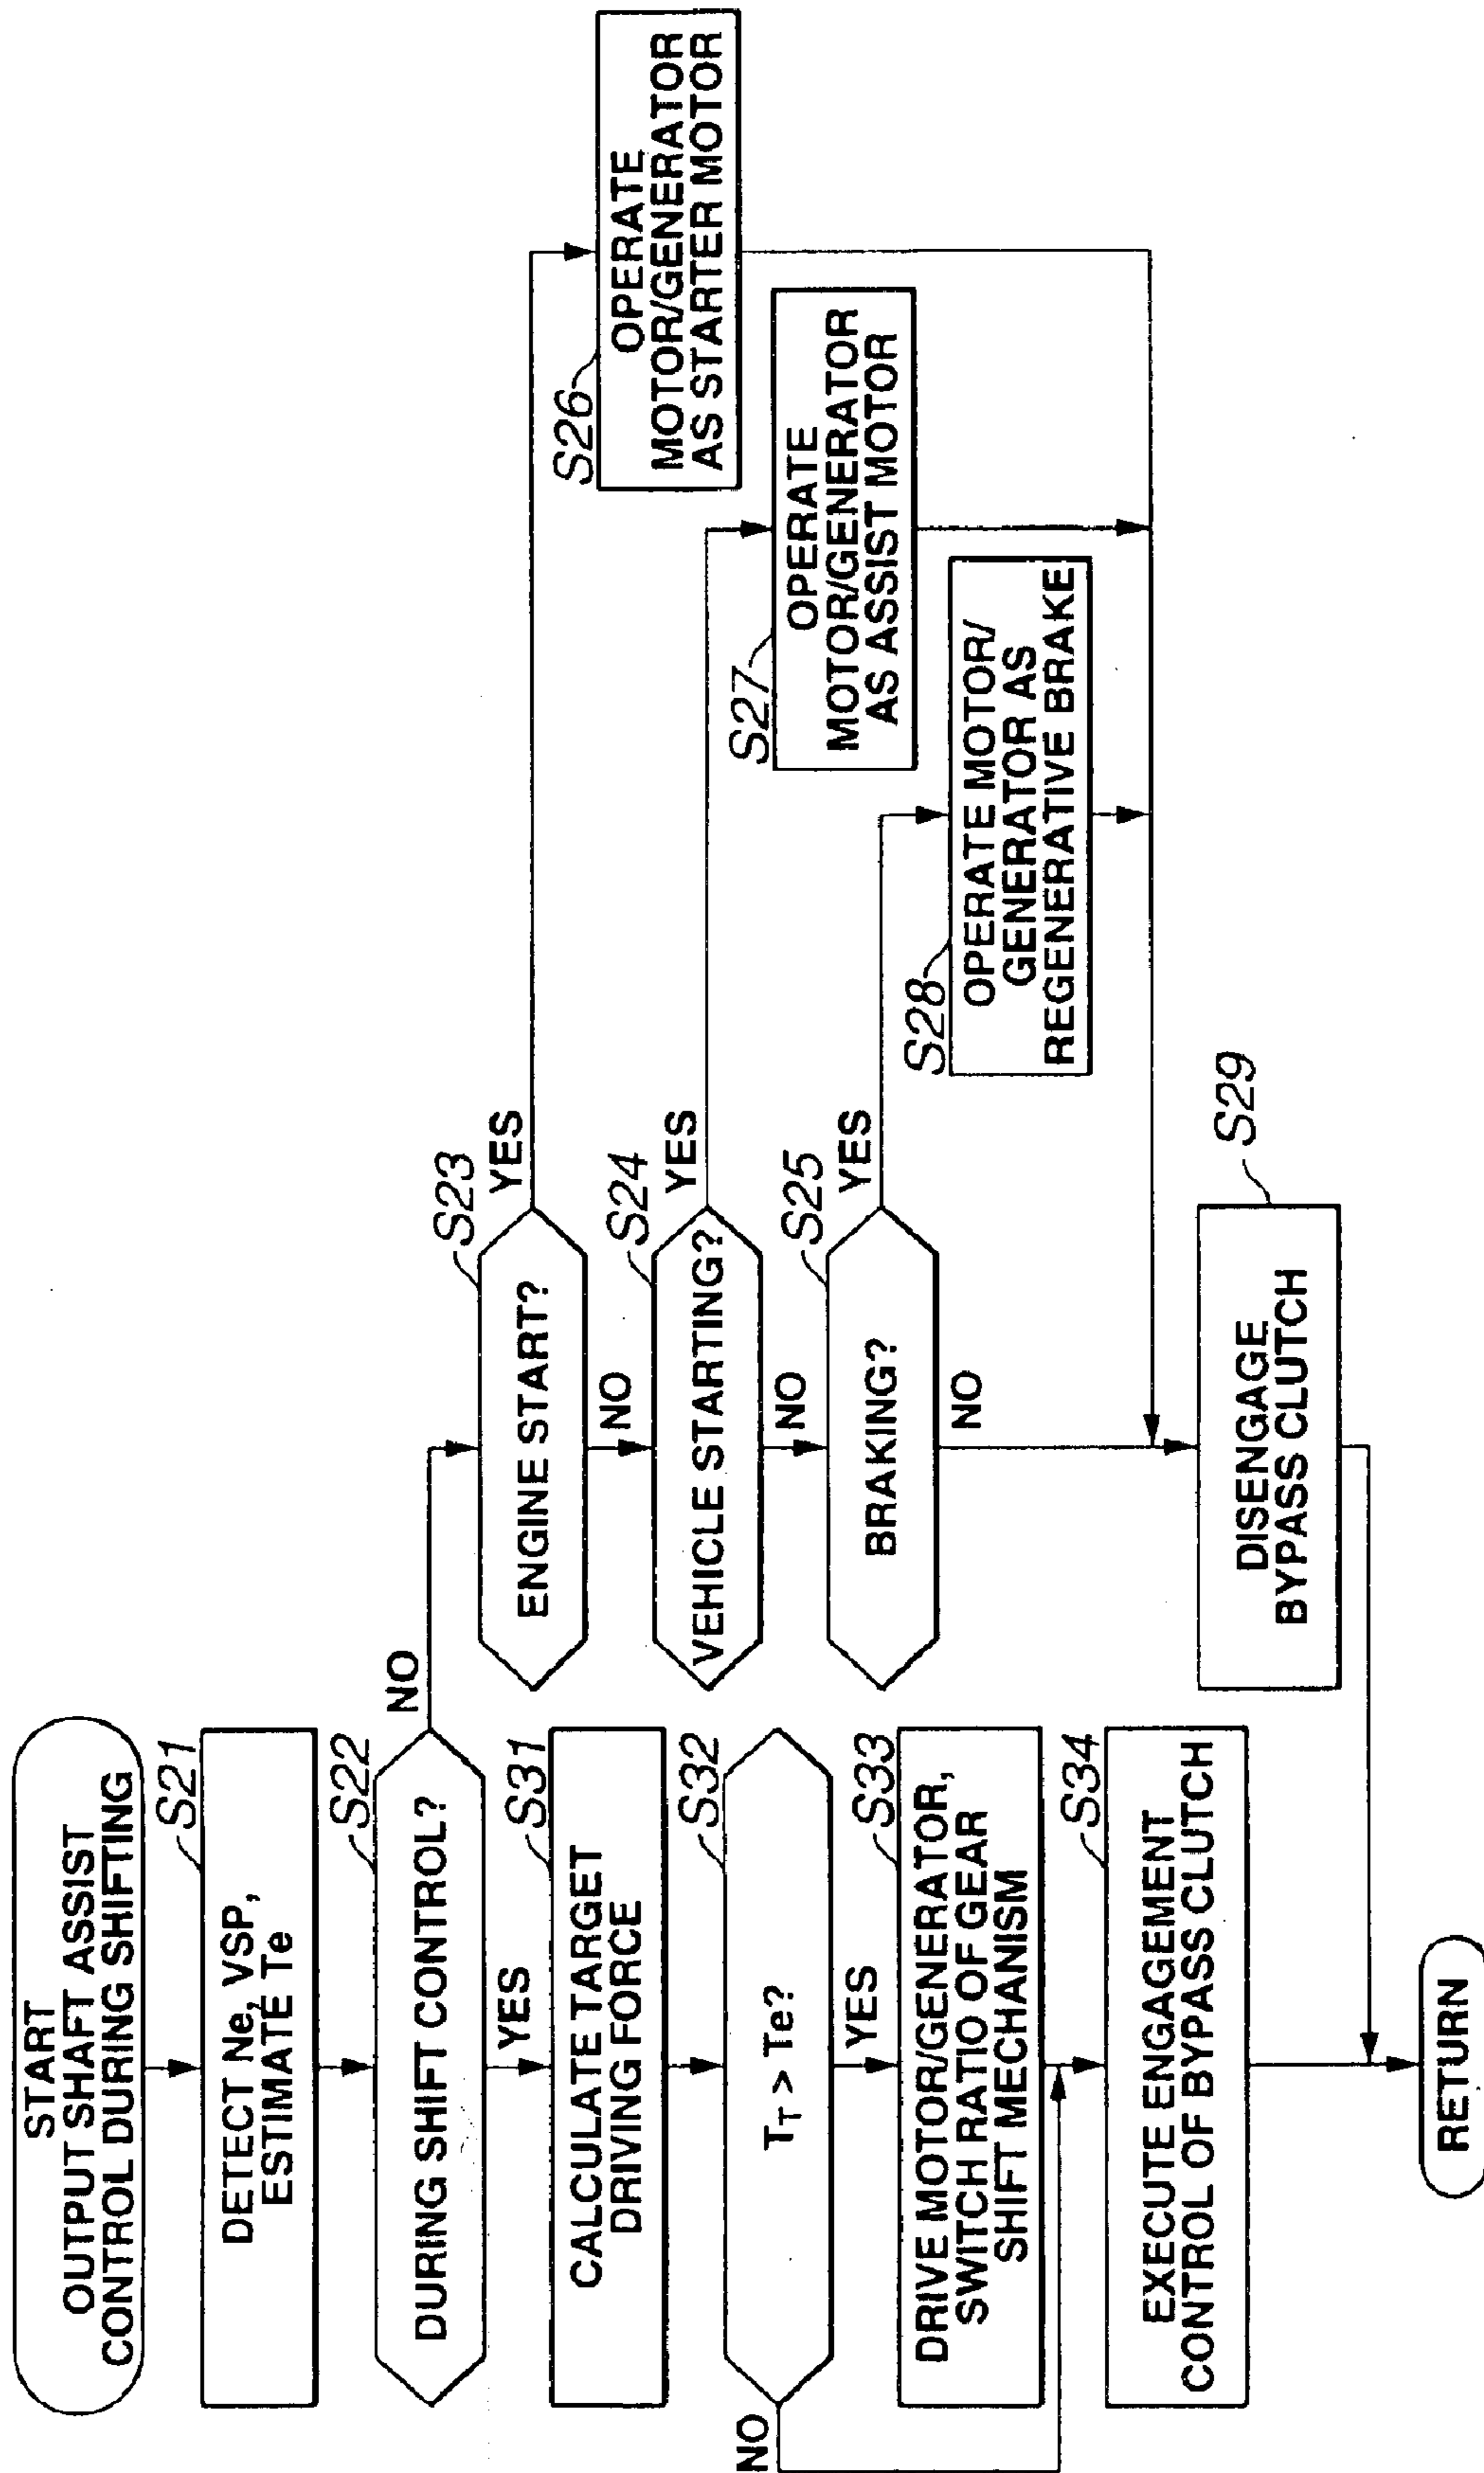 START
OUTPUT SHAFT ASSIST
CONTROL DURING SHIFTING
S21
DETECT Ne, VSP,
ESTIMATE Te
S22
DURING SHIFT CONTROL?
NO
YES
S31
CALCULATE TARGET
DRIVING FORCE
S32
TT > Te?
NO
YES
S33
DRIVE MOTOR/GENERATOR,
SWITCH RATIO OF GEAR
SHIFT MECHANISM
S34
EXECUTE ENGAGEMENT
CONTROL OF BYPASS CLUTCH
RETURN
S23
ENGINE START?
YES
NO
S24
VEHICLE STARTING?
YES
NO
S25
BRAKING?
YES
NO
S26
OPERATE
MOTOR/GENERATOR
AS STARTER MOTOR
S27
OPERATE
MOTOR/GENERATOR
AS ASSIST MOTOR
S28
OPERATE MOTOR/
GENERATOR AS
REGENERATIVE BRAKE
S29
DISENGAGE
BYPASS CLUTCH